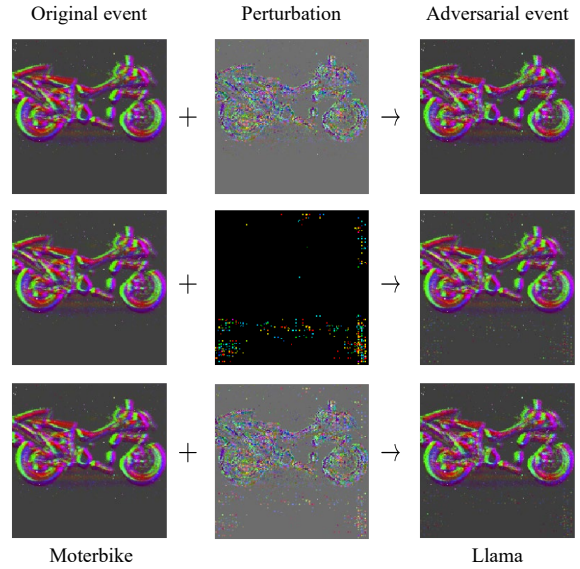 Original event Perturbation Adversarial event
+ →
+ →
+ →
Moterbike Llama